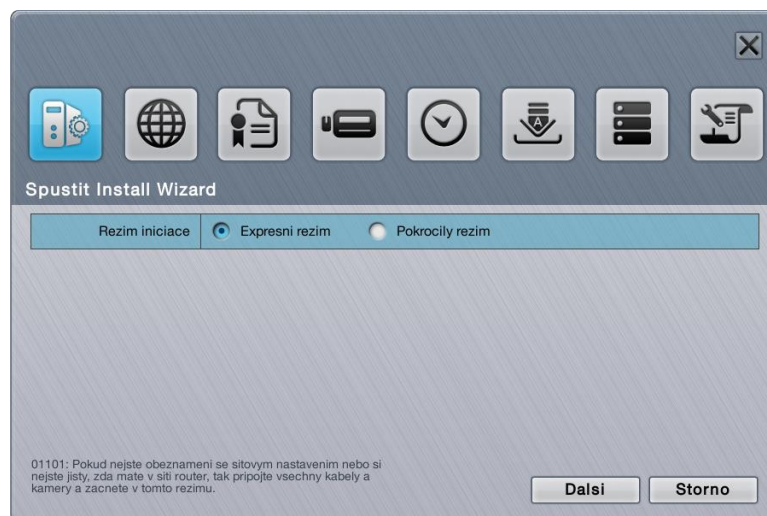 Spustit Install Wizard
Rezim iniciace
Expresni rezim
Pokrocily rezim
01101: Pokud nejste obeznameni se sitovym nastavenim nebo si
nejste jisty, zda mate v siti router, tak pripojte vsechny kabely a
kamery a zacnete v tomto rezimu.
Dalsi
Storno